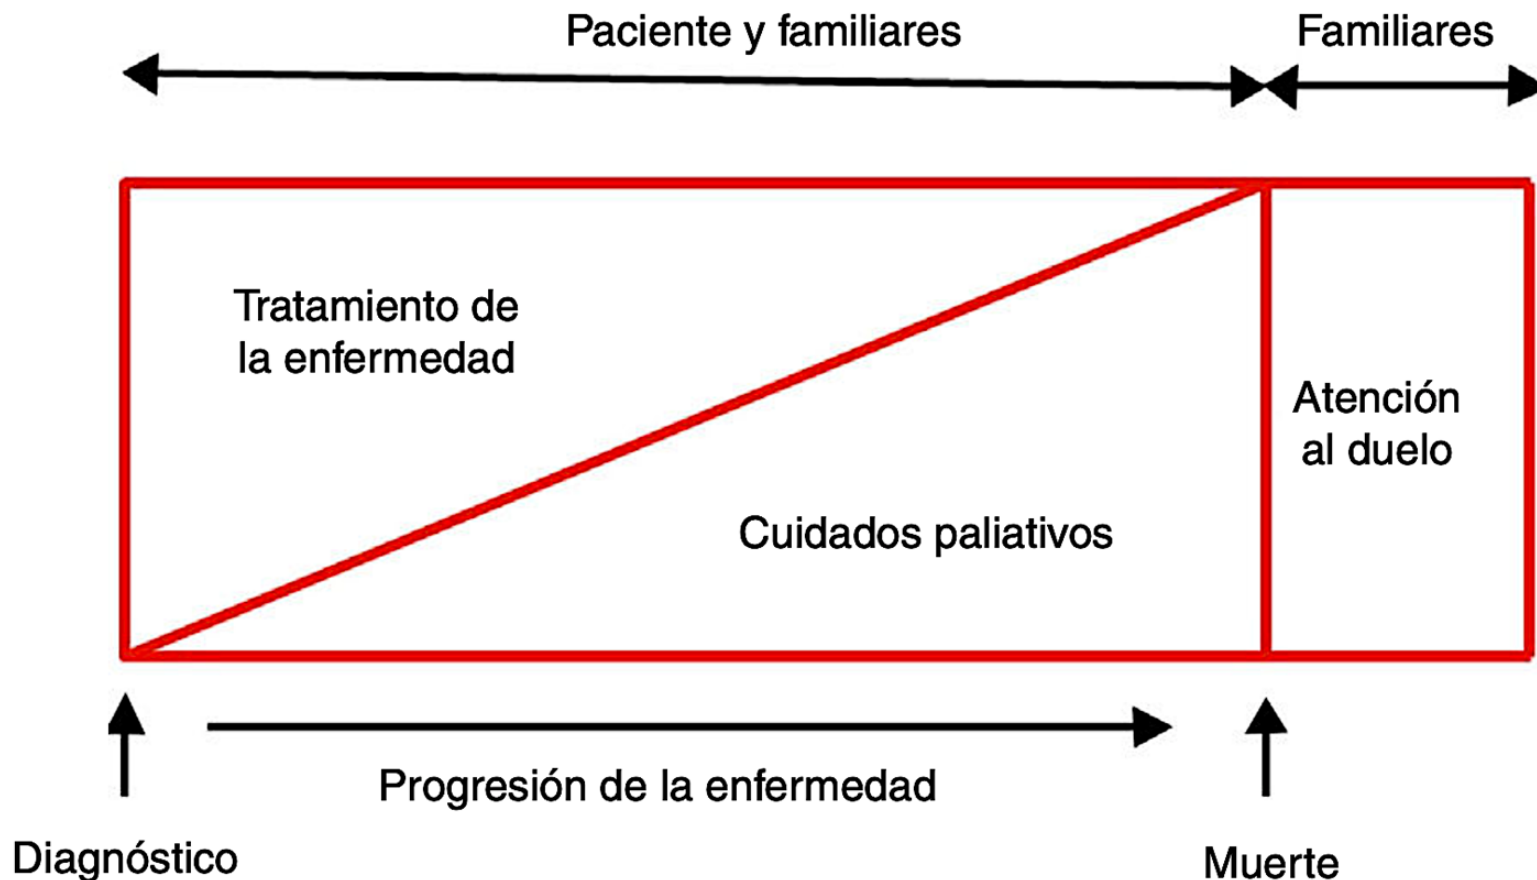 Paciente y familiares
Familiares
Tratamiento de
la enfermedad
Atención
al duelo
Cuidados paliativos
Progresión de la enfermedad
Diagnóstico
Muerte